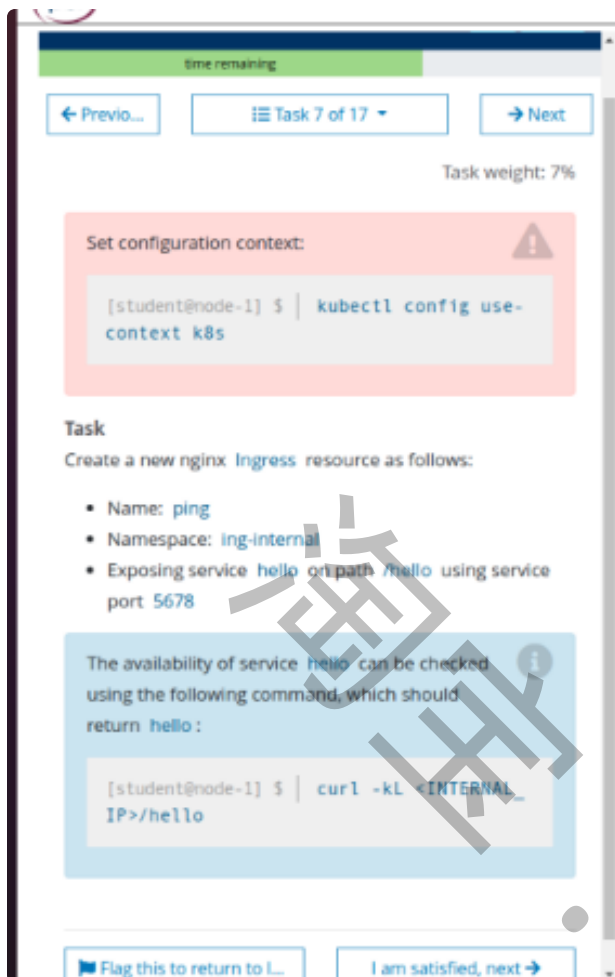 time remaining
Previo...
Task 7 of 17
Next
Task weight: 7%
Set configuration context:
[student@node-1] $ | kubectl config use-
context k8s
Task
Create a new nginx Ingress resource as follows:
• Name: ping
• Namespace: ing-internal
• Exposing service hello on path /hello using service
port 5678
The availability of service hello can be checked
using the following command, which should
return hello :
[student@node-1] $ | curl -kL <INTERNAL_
IP>/hello
淘宝
Flag this to return to l...
I am satisfied, next